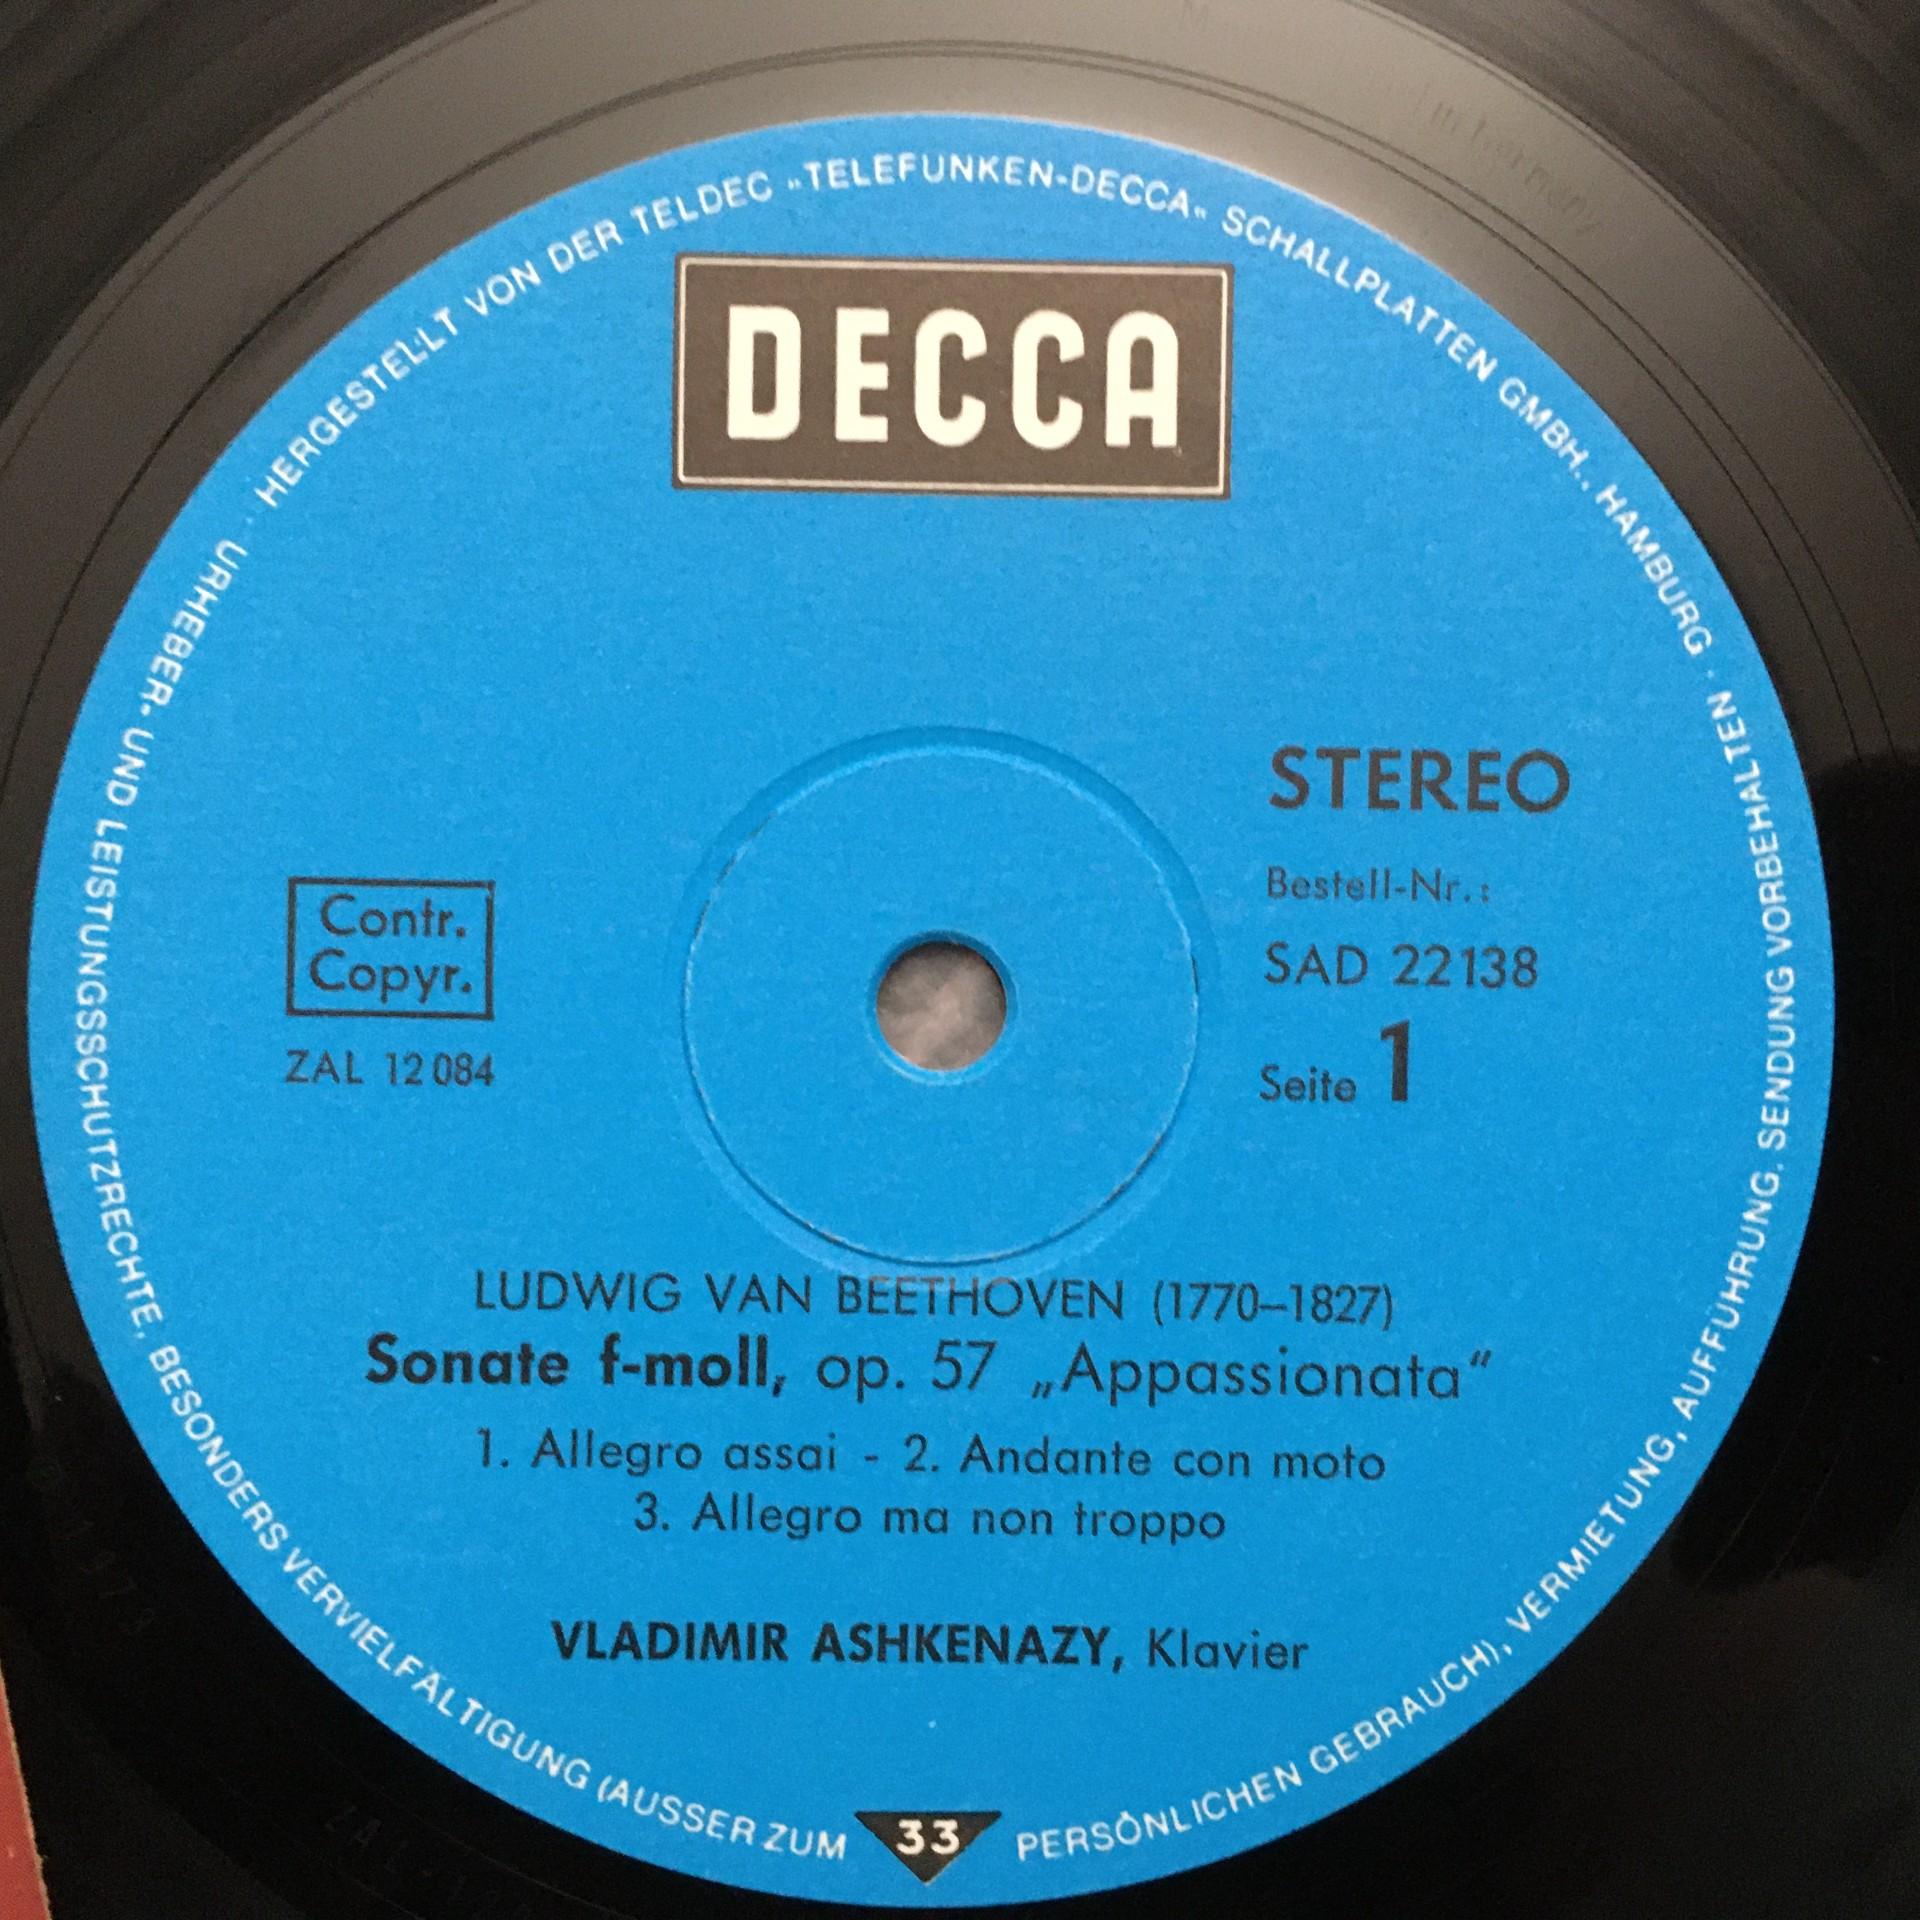 HERGESTELLT VON DER TELDEC „TELEFUNKEN-DECCA“ SCHALLPLATTEN GMBH., HAMBURG · URHEBER- UND LEISTUNGSSCHUTZRECHTE, BESONDERS VERVIELFÄLTIGUNG (AUSSER ZUM PERSÖNLICHEN GEBRAUCH), VERMIETUNG, AUFFÜHRUNG, SENDUNG VORBEHALTEN ·
DECCA
STEREO
Bestell-Nr.:
SAD 22138
Seite 1
Contr.
Copyr.
ZAL 12 084
LUDWIG VAN BEETHOVEN (1770–1827)
Sonate f-moll, op. 57 „Appassionata“
1. Allegro assai - 2. Andante con moto
3. Allegro ma non troppo
VLADIMIR ASHKENAZY, Klavier
33